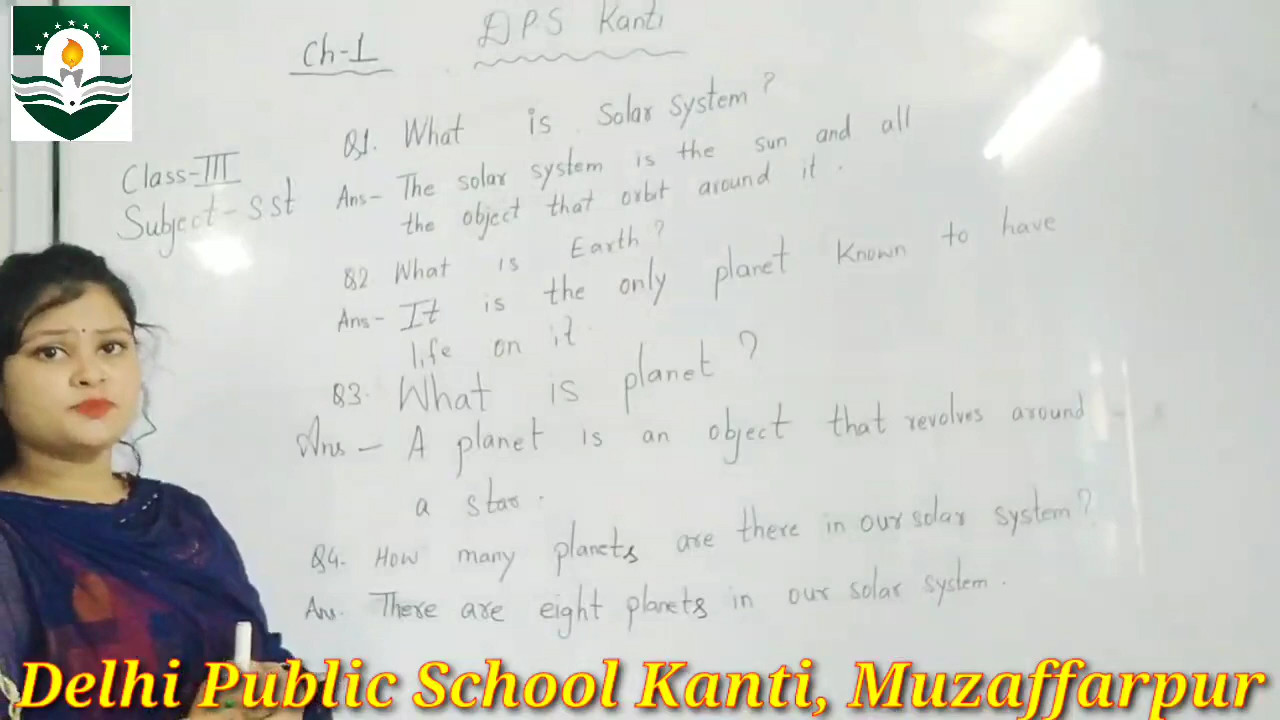 DPS Kanti
Ch-1
Class-III
Subject-SSt
Q1. What is Solar System?
Ans- The solar system is the sun and all
the object that orbit around it.
Q2 What is Earth?
Ans- It is the only planet known to have
life on it.
Q3. What is planet?
Ans- A planet is an object that revolves around
a star.
Q4. How many planets are there in our solar system?
Ans. There are eight planets in our solar system.
Delhi Public School Kanti, Muzaffarpur